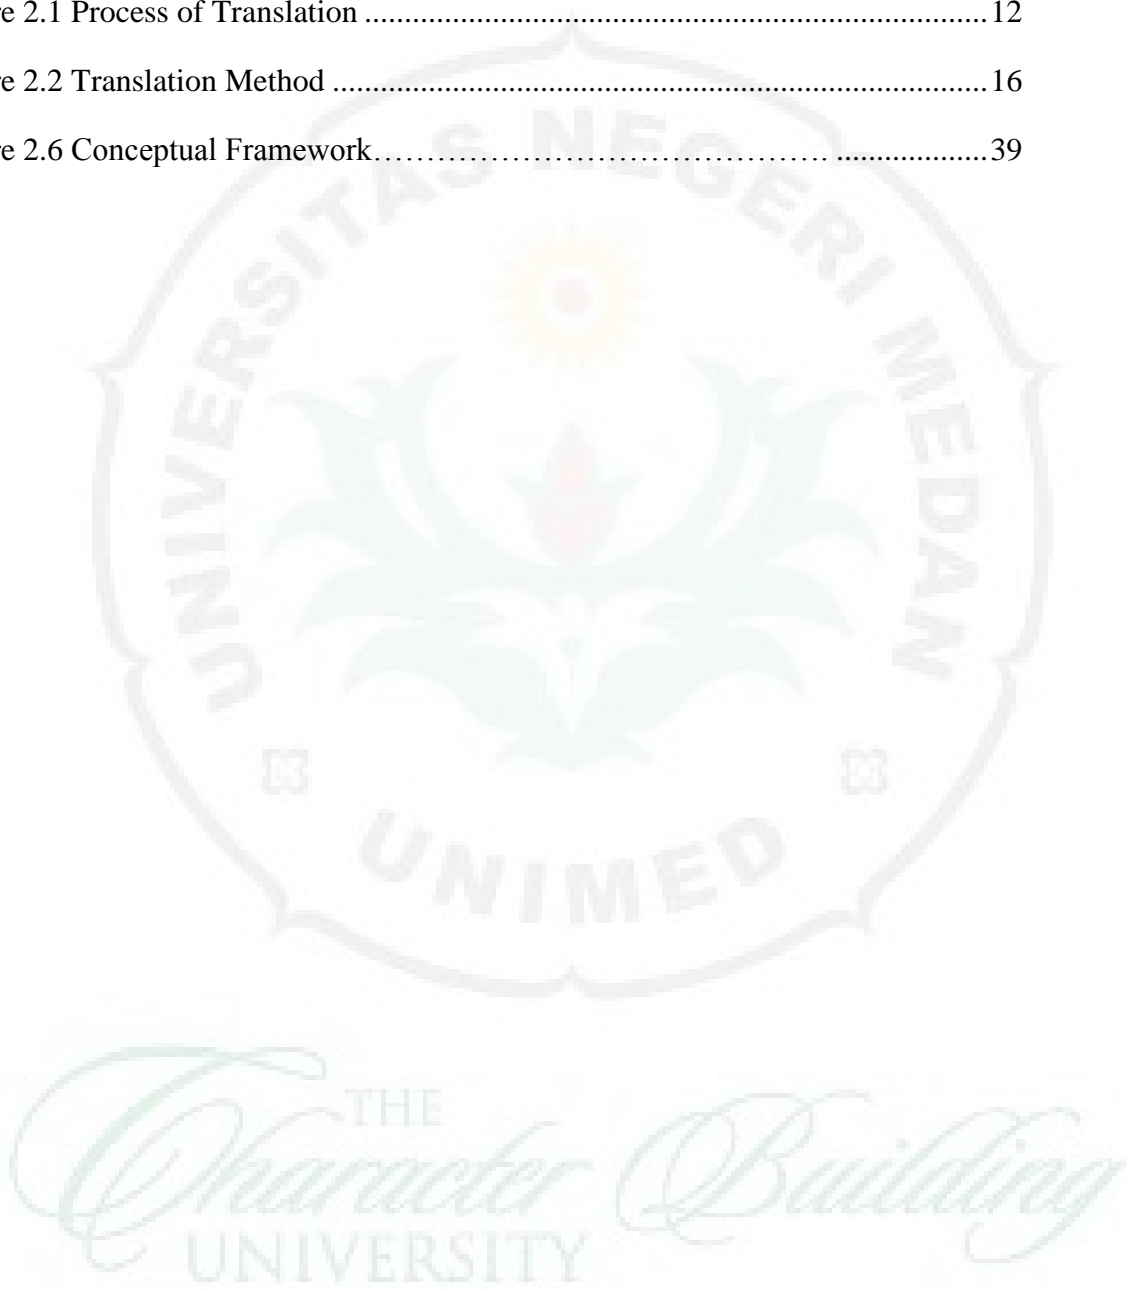 re 2.1 Process of Translation ...............................................................................12
re 2.2 Translation Method ...................................................................................16
re 2.6 Conceptual Framework…………………………………………… ...................39
UNIVERSITAS NEGERI MEDAN
UNIMED
THE
Character Building
UNIVERSITY